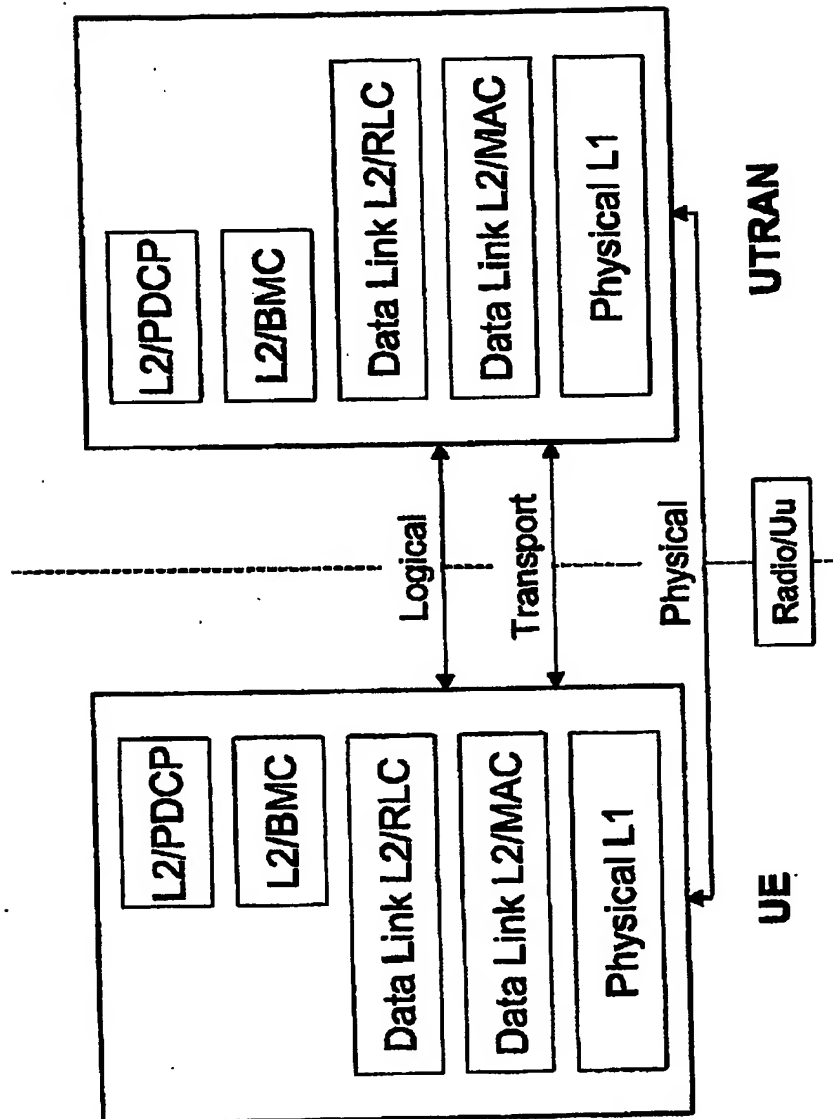 L2/PDCP
L2/BMC
Data Link L2/RLC
Data Link L2/MAC
Physical L1
UE
Logical
Transport
Physical
Radio/Uu
L2/PDCP
L2/BMC
Data Link L2/RLC
Data Link L2/MAC
Physical L1
UTRAN